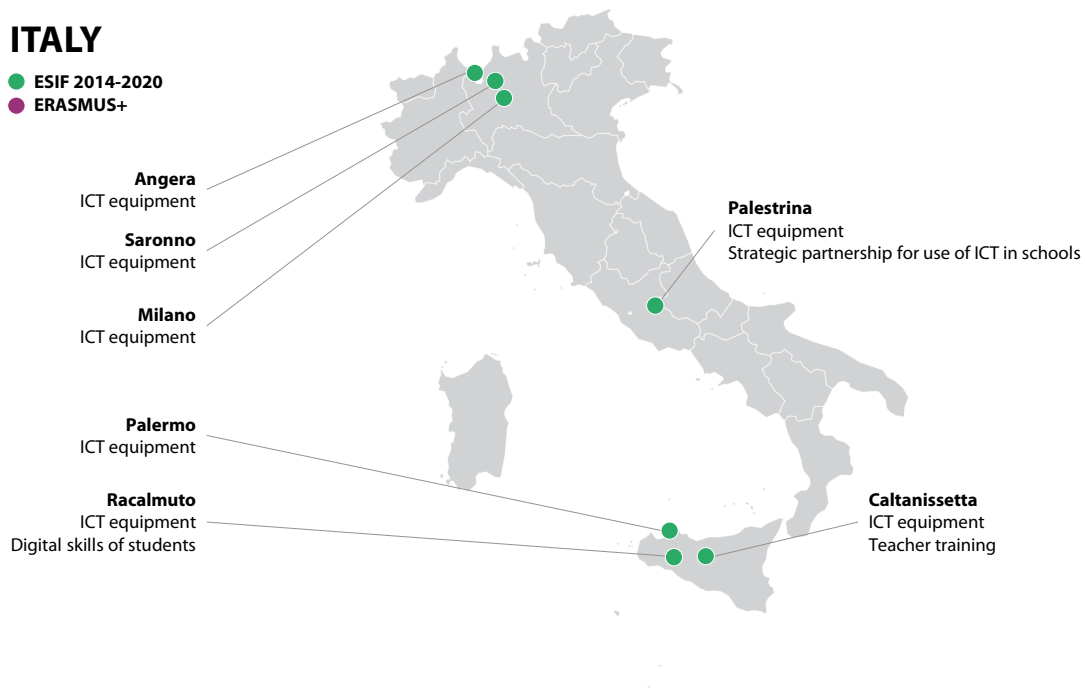 ITALY
ESIF 2014-2020
ERASMUS+
Angera
ICT equipment
Saronno
ICT equipment
Milano
ICT equipment
Palestrina
ICT equipment
Strategic partnership for use of ICT in schools
Palermo
ICT equipment
Racalmuto
ICT equipment
Digital skills of students
Caltanissetta
ICT equipment
Teacher training